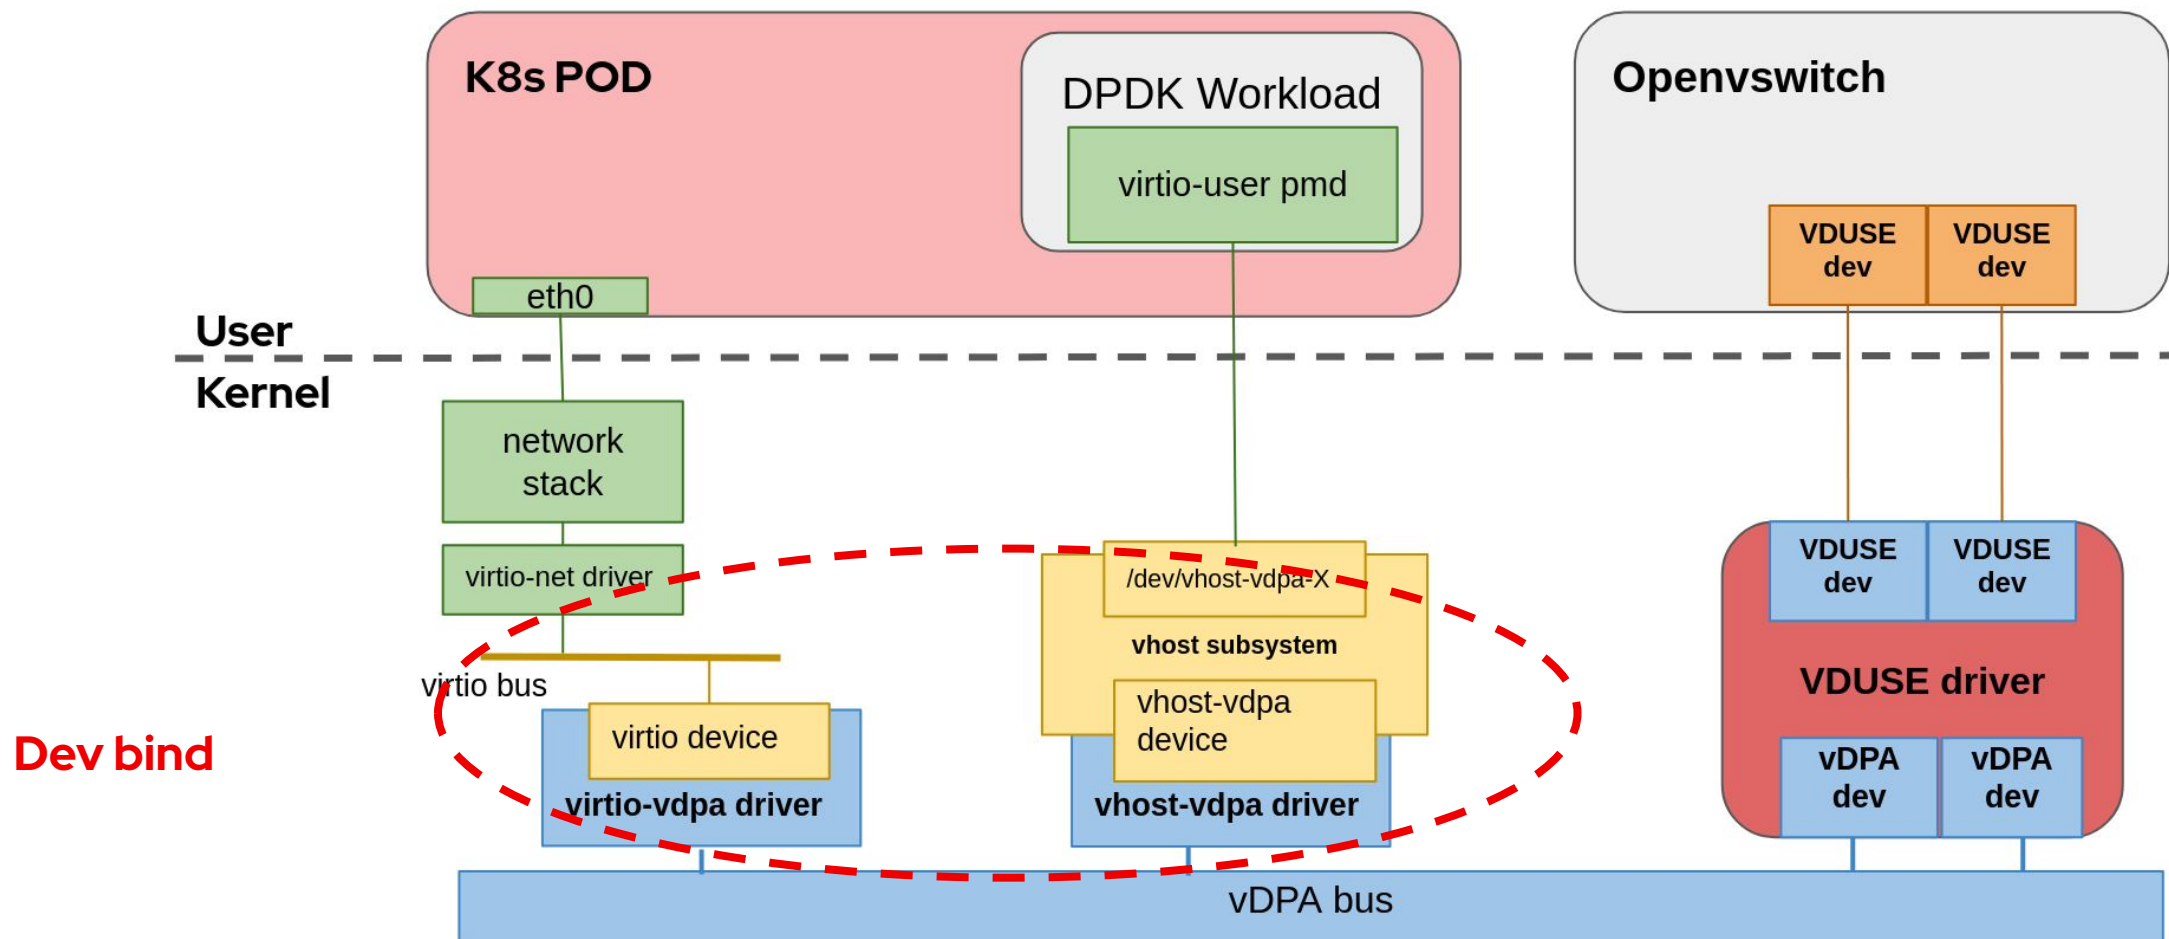 K8s POD
DPDK Workload
virtio-user pmd
eth0
Openvswitch
VDUSE
dev
VDUSE
dev
User
Kernel
network
stack
virtio-net driver
virtio bus
virtio device
virtio-vdpa driver
/dev/vhost-vdpa-X
vhost subsystem
vhost-vdpa
device
vhost-vdpa driver
VDUSE
dev
VDUSE
dev
VDUSE driver
vDPA
dev
vDPA
dev
Dev bind
vDPA bus